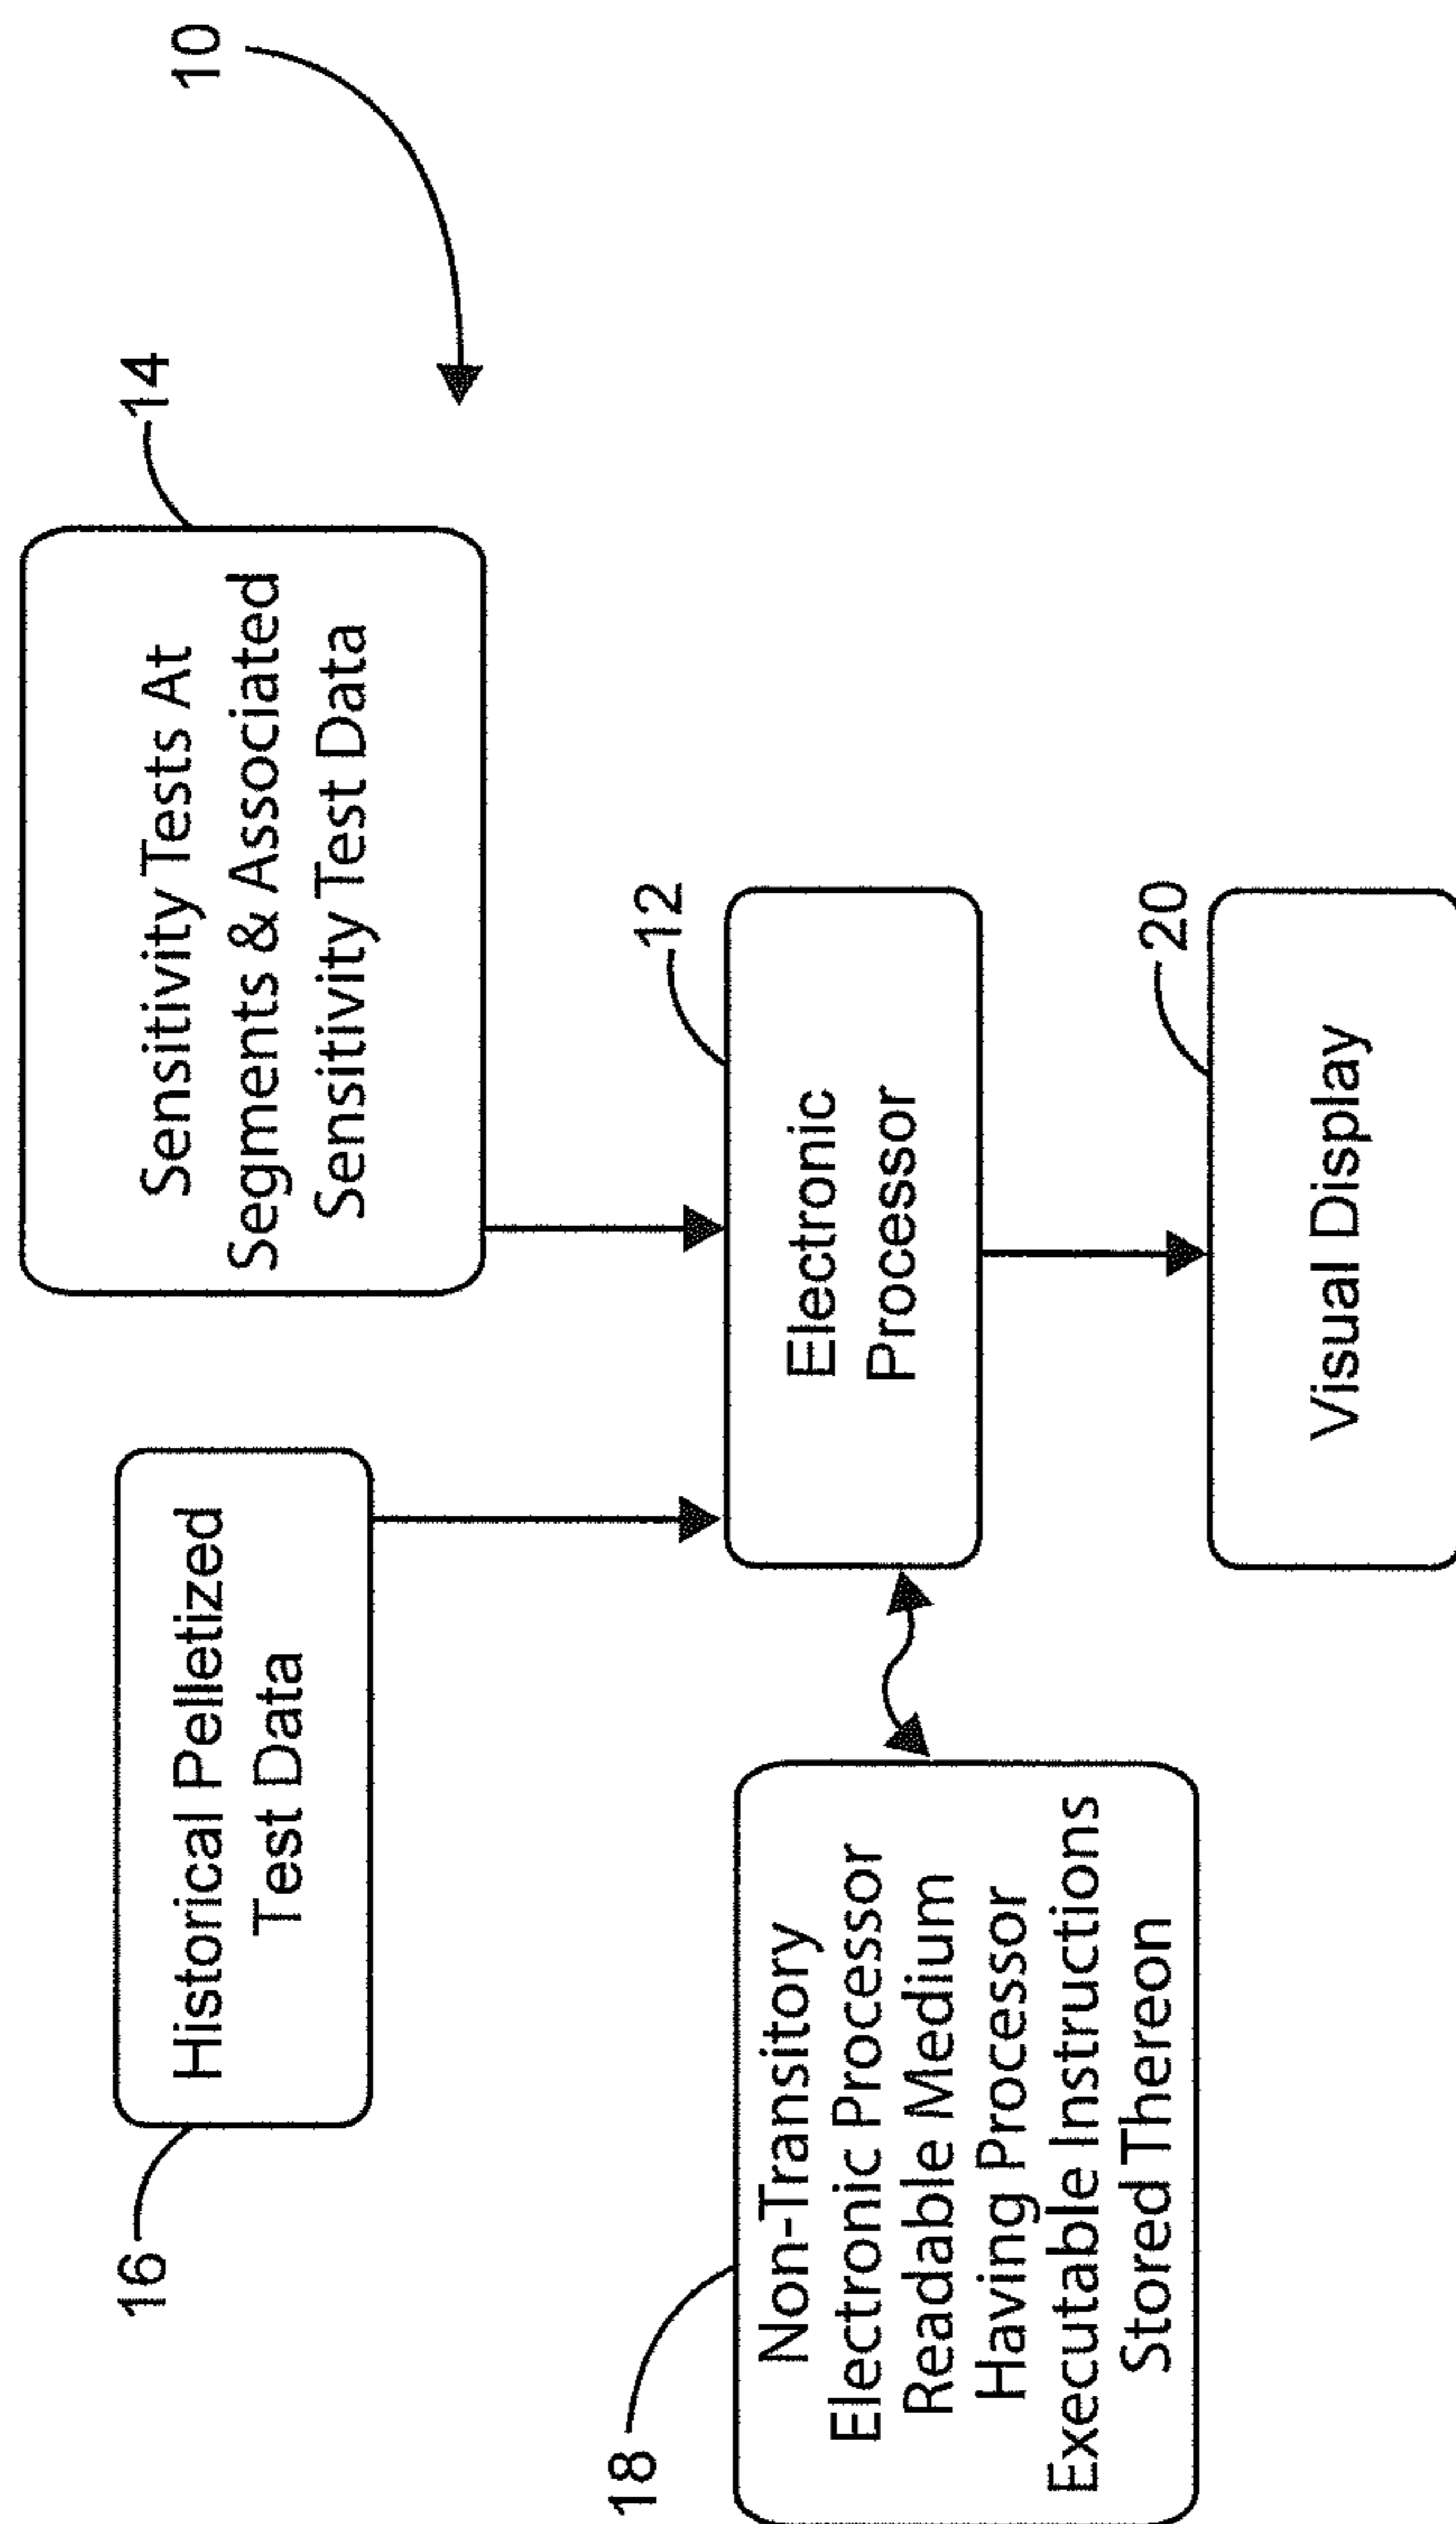 10
16
Historical Pelletized
Test Data
14
Sensitivity Tests At
Segments & Associated
Sensitivity Test Data
18
Non-Transitory
Electronic Processor
Readable Medium
Having Processor
Executable Instructions
Stored Thereon
12
Electronic
Processor
20
Visual Display